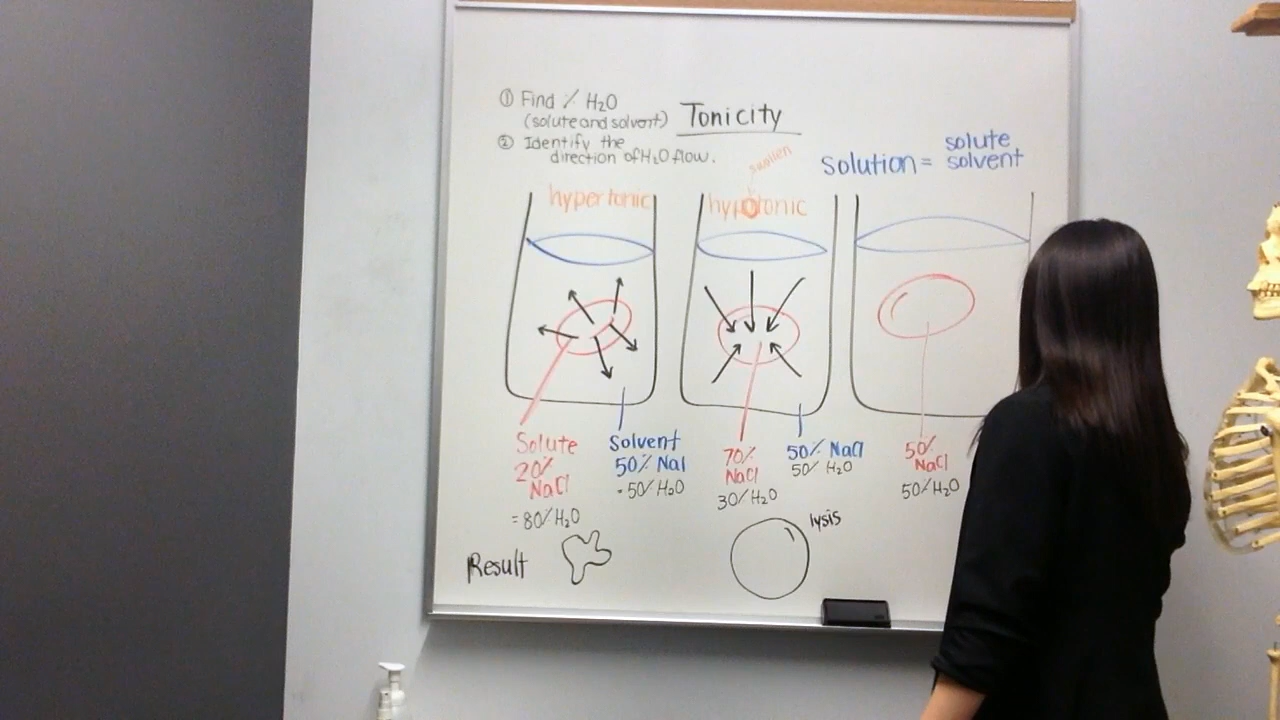 ① Find % H₂O
(solute and solvent)
② Identify the
direction of H₂O flow.
Tonicity
swollen
solution = solute
solvent
hypertonic
hypotonic
Solute
20%
NaCl
= 80% H₂O
Solvent
50% Nal
= 50% H₂O
70%
NaCl
30% H₂O
50% NaCl
50% H₂O
50%
NaCl
50% H₂O
Result
lysis